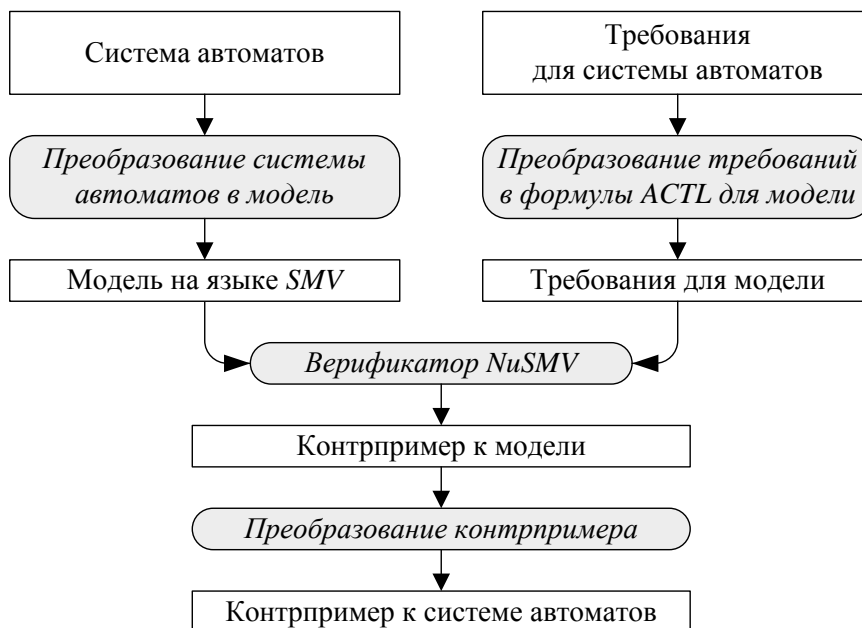 Система автоматов
Требования
для системы автоматов
Преобразование системы
автоматов в модель
Преобразование требований
в формулы ACTL для модели
Модель на языке SMV
Требования для модели
Верификатор NuSMV
Контрпример к модели
Преобразование контрпримера
Контрпример к системе автоматов